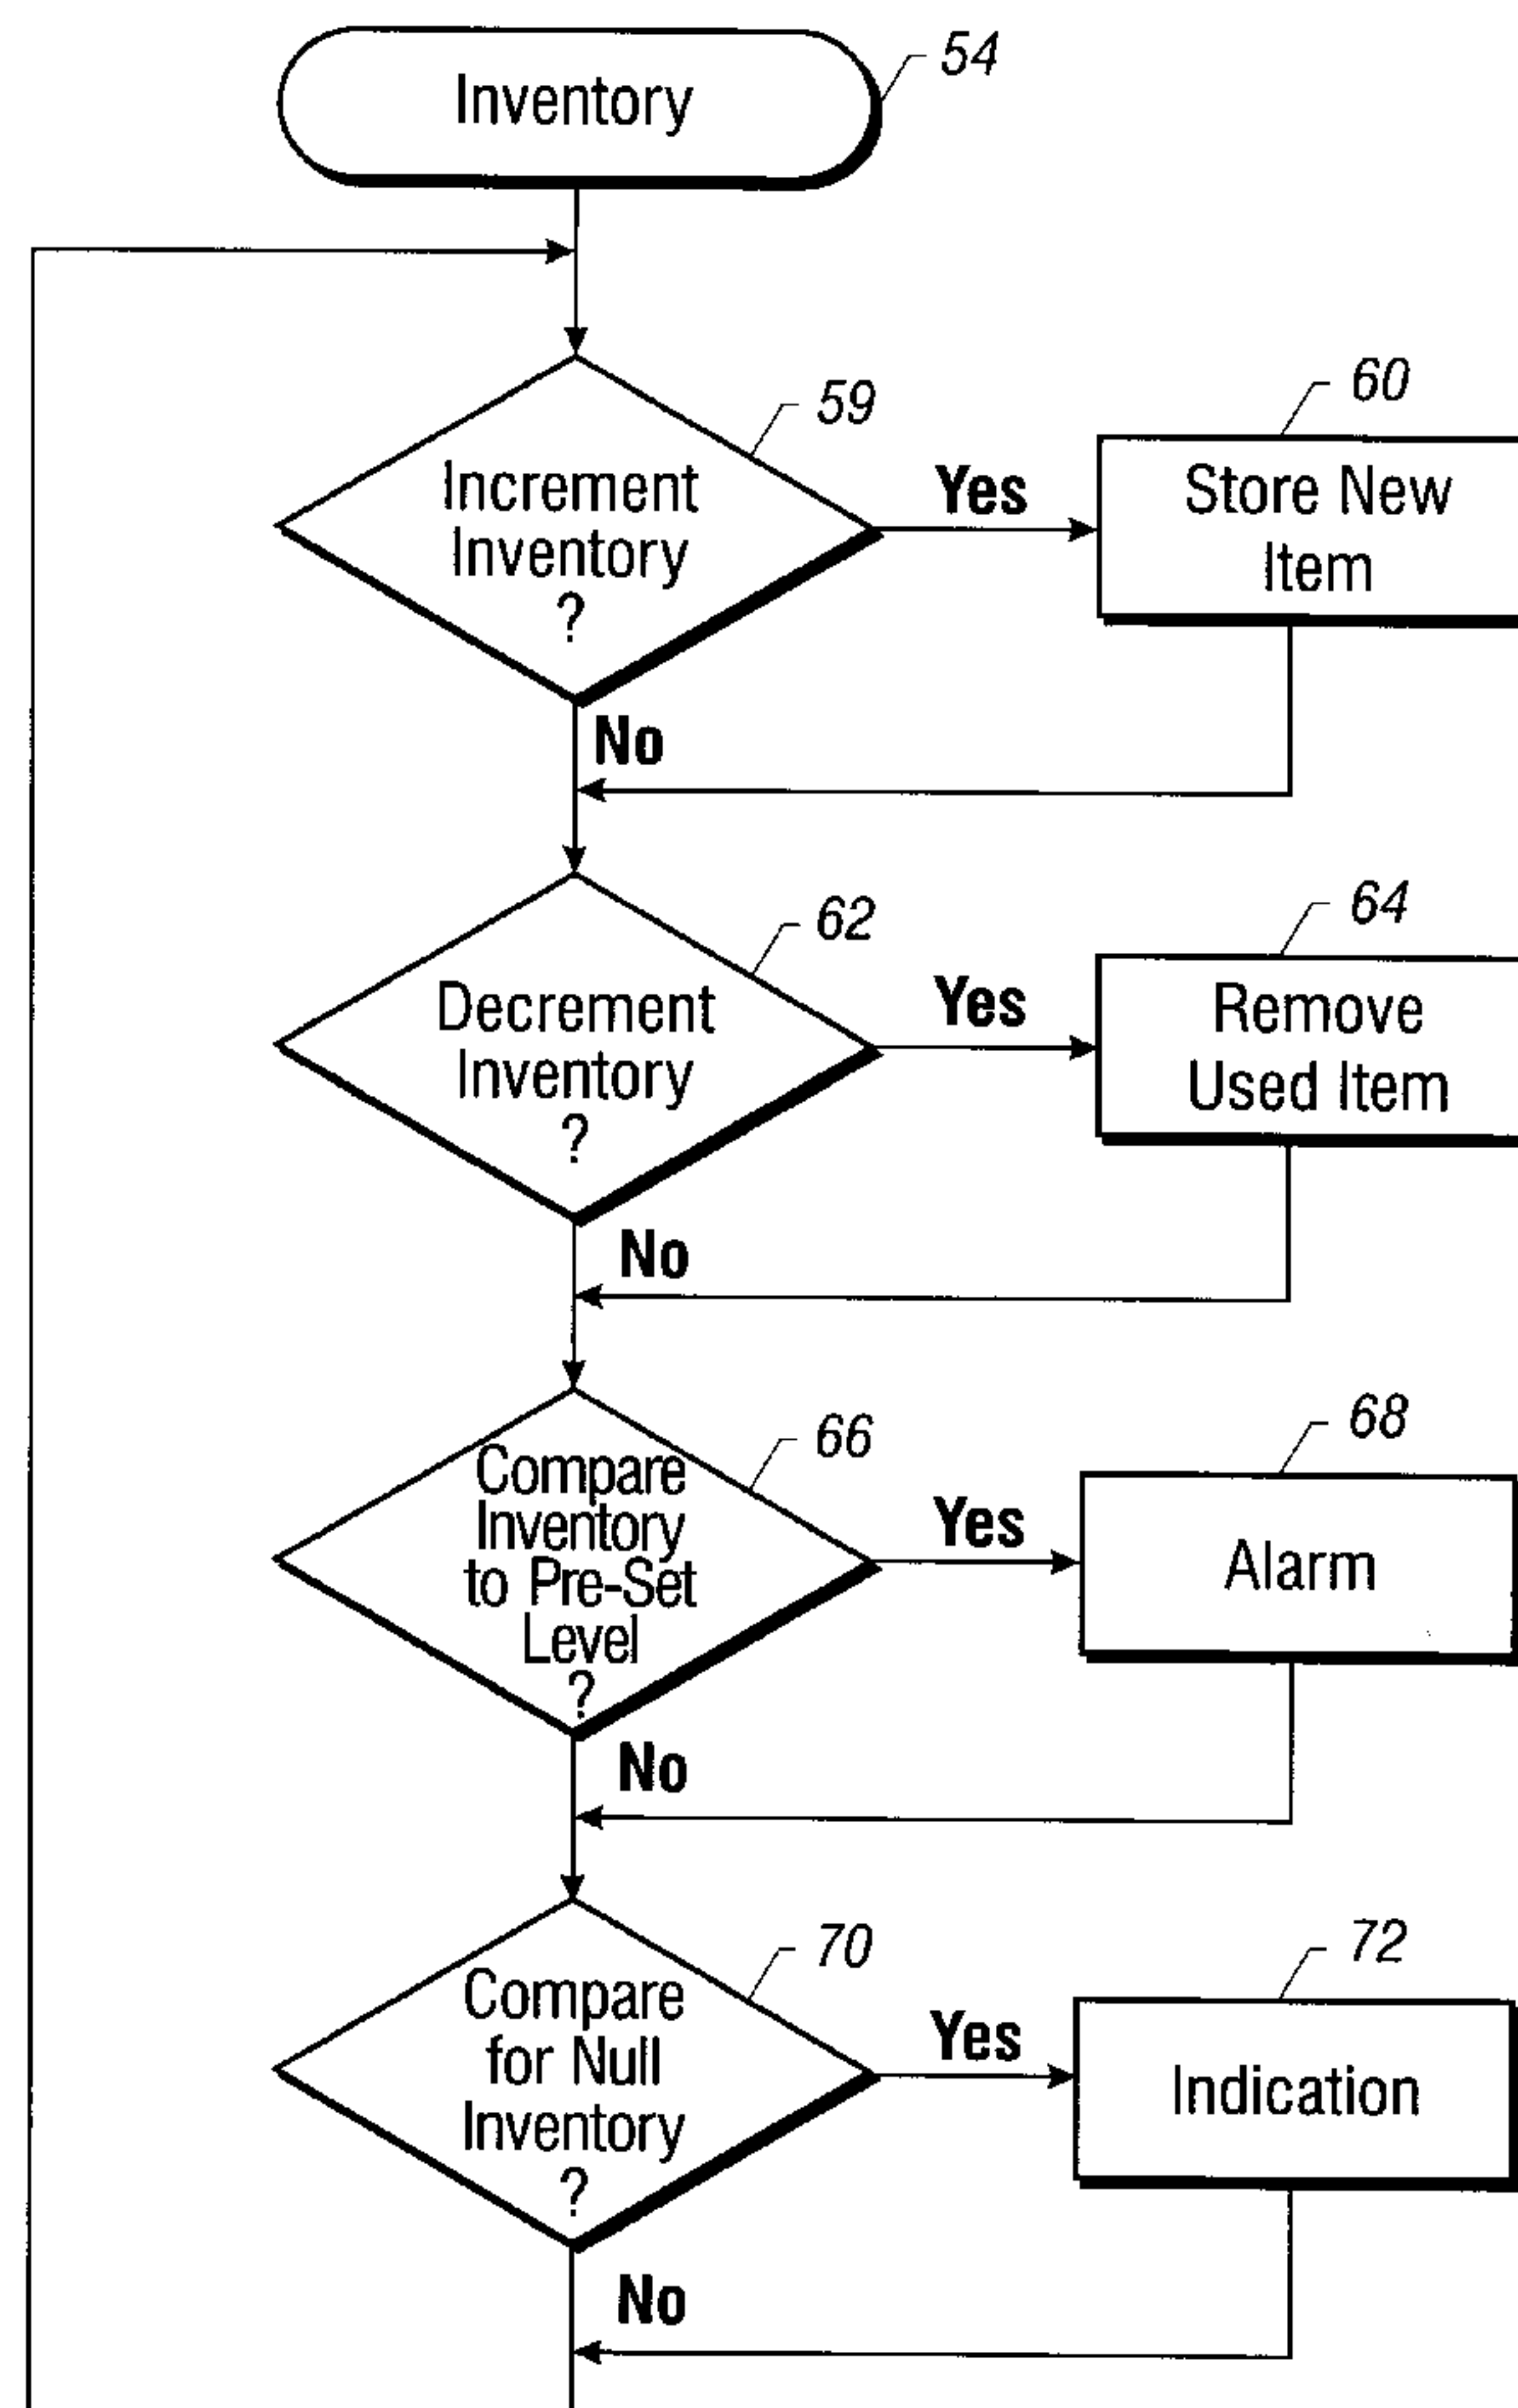 Inventory
54
59
Increment
Inventory
?
Yes
60
Store New
Item
No
62
Decrement
Inventory
?
Yes
64
Remove
Used Item
No
66
Compare
Inventory
to Pre-Set
Level
?
Yes
68
Alarm
No
70
Compare
for Null
Inventory
?
Yes
72
Indication
No